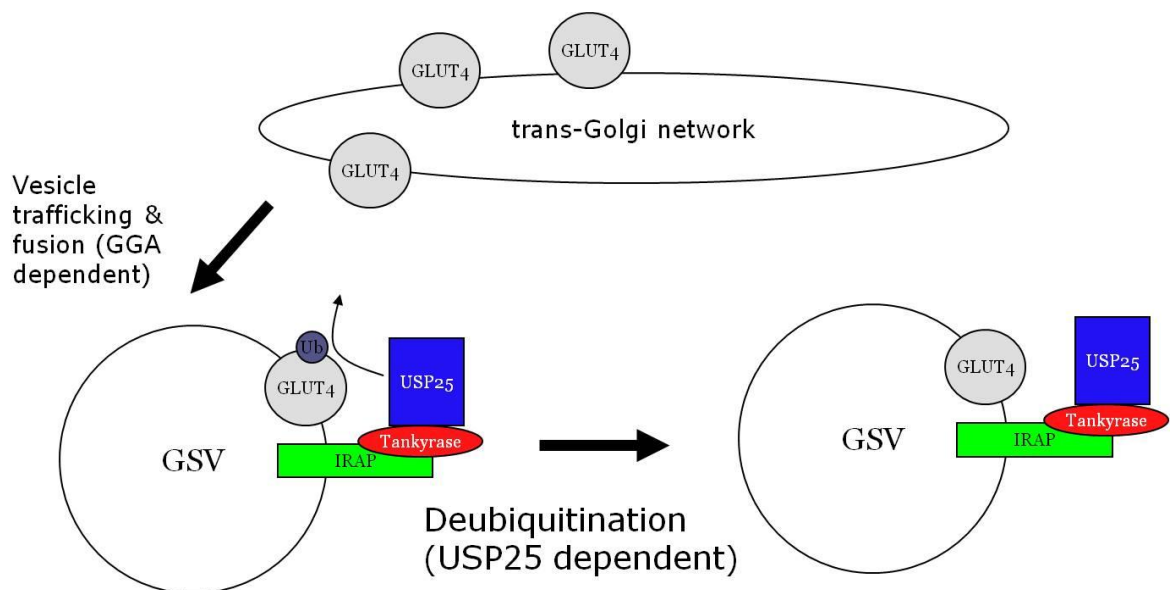 GLUT4
GLUT4
trans-Golgi network
GLUT4
Vesicle
trafficking &
fusion (GGA
dependent)
Ub
GLUT4
USP25
Tankyrase
IRAP
GSV
GLUT4
USP25
Tankyrase
IRAP
GSV
Deubiquitination
(USP25 dependent)